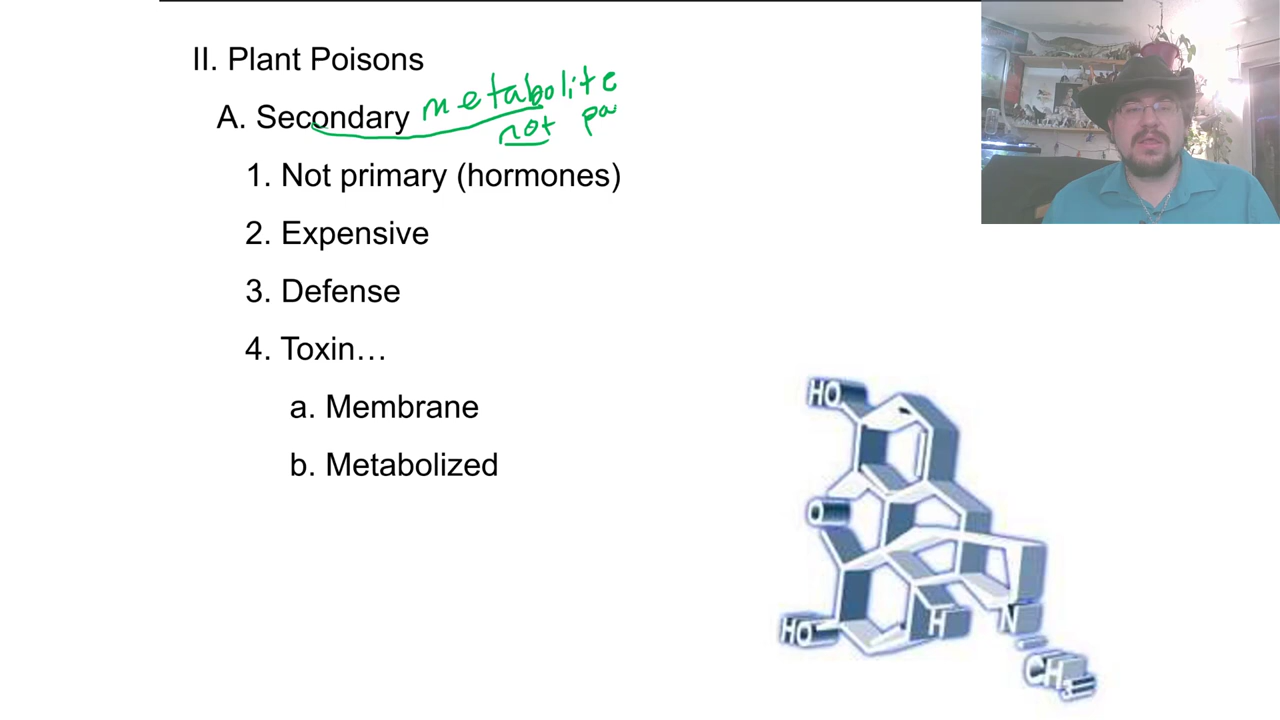 II. Plant Poisons
A. Secondary metabolite
not pa
1. Not primary (hormones)
2. Expensive
3. Defense
4. Toxin…
a. Membrane
b. Metabolized
HO
O
HO
H
N
CH3